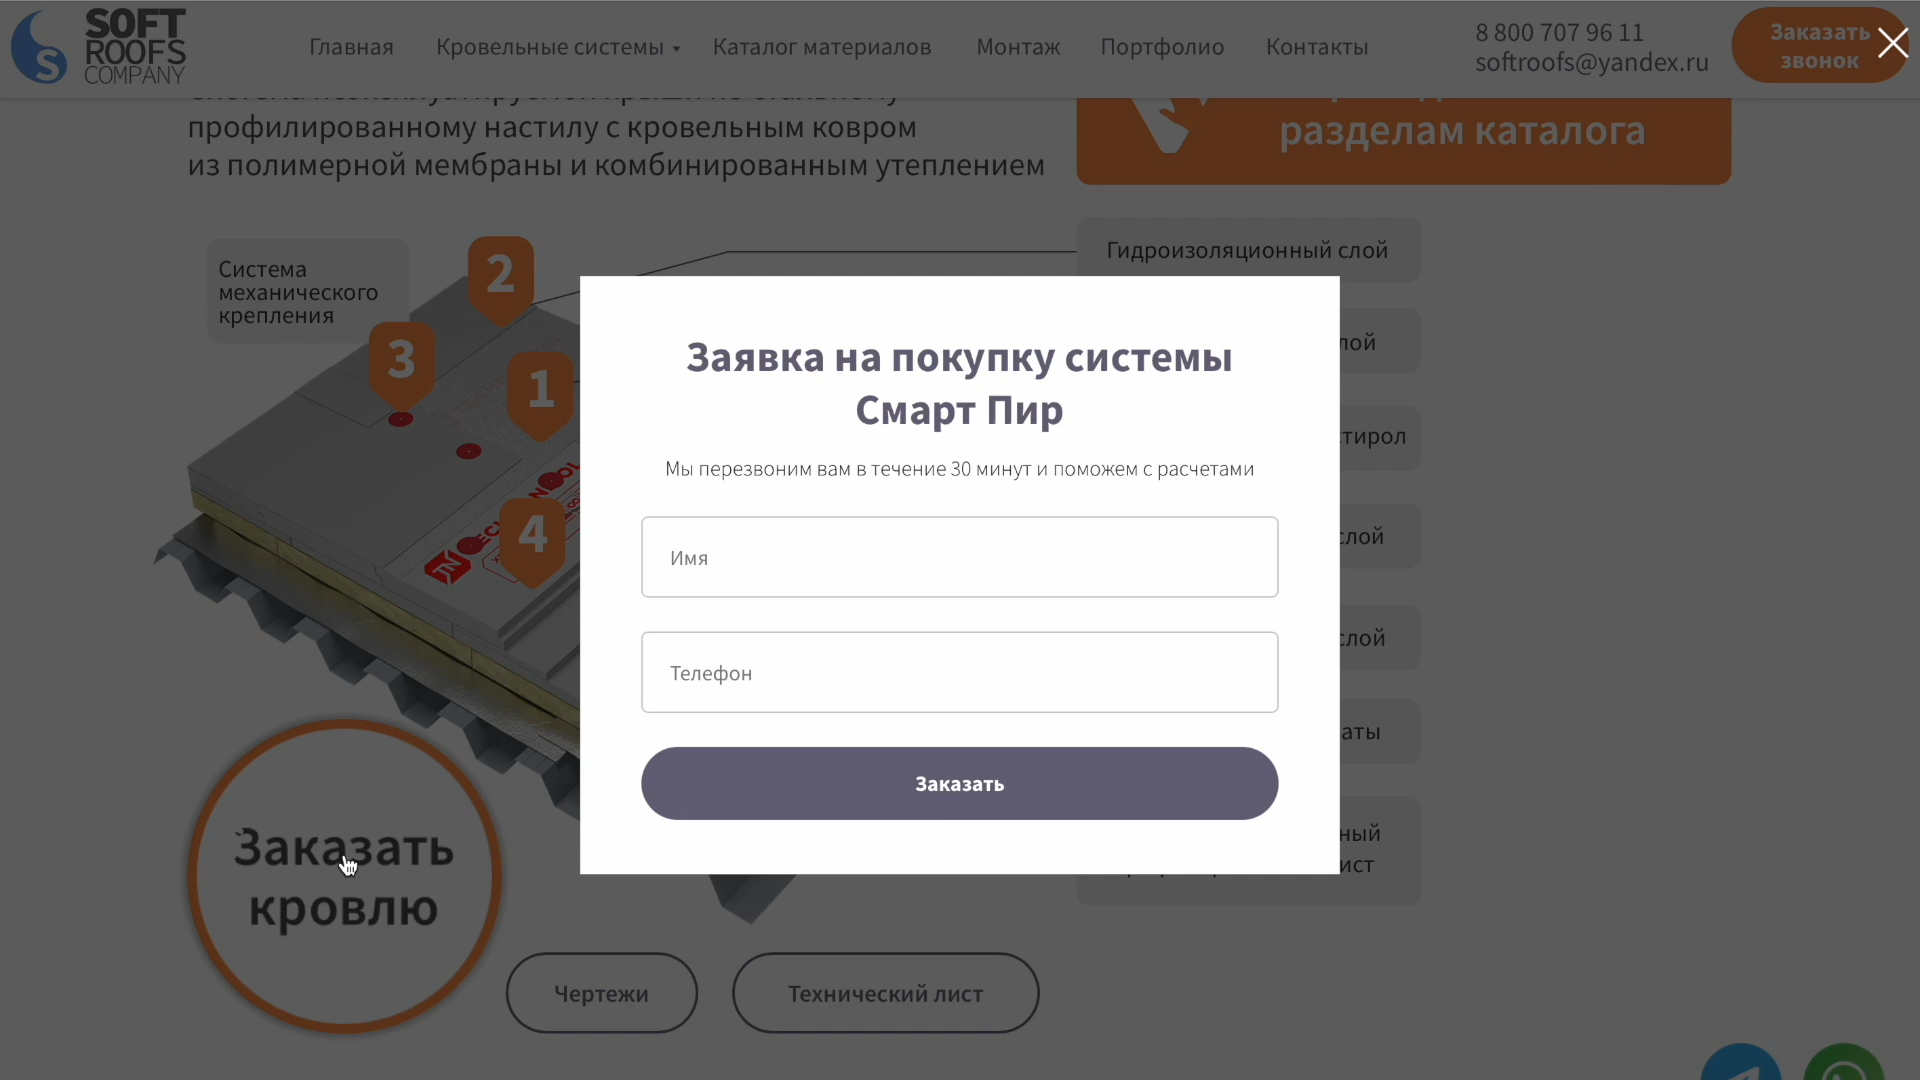 SOFT
ROOFS
COMPANY
Главная
Кровельные системы
Каталог материалов
Монтаж
Портфолио
Контакты
8 800 707 96 11
softroofs@yandex.ru
Заказать
звонок
профилированному настилу с кровельным ковром
из полимерной мембраны и комбинированным утеплением
разделам каталога
Система
механического
крепления
2
3
1
4
Гидроизоляционный слой
Заявка на покупку системы
Смарт Пир
Мы перезвоним вам в течение 30 минут и поможем с расчетами
Имя
Телефон
Заказать
Заказать
кровлю
Чертежи
Технический лист